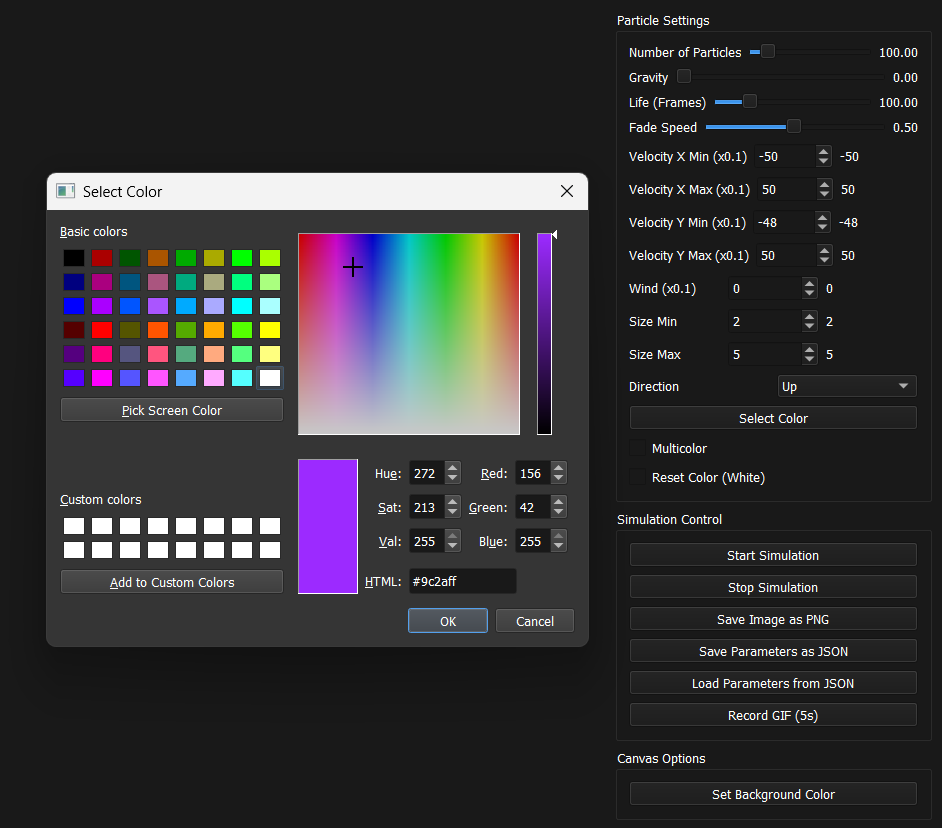 Particle Settings
Number of Particles 100.00
Gravity 0.00
Life (Frames) 100.00
Fade Speed 0.50
Velocity X Min (x0.1) -50 -50
Velocity X Max (x0.1) 50 50
Velocity Y Min (x0.1) -48 -48
Velocity Y Max (x0.1) 50 50
Wind (x0.1) 0 0
Size Min 2 2
Size Max 5 5
Direction Up
Select Color
Multicolor
Reset Color (White)
Simulation Control
Start Simulation
Stop Simulation
Save Image as PNG
Save Parameters as JSON
Load Parameters from JSON
Record GIF (5s)
Canvas Options
Set Background Color
Select Color
Basic colors
Pick Screen Color
Custom colors
Add to Custom Colors
Hue: 272 Red: 156
Sat: 213 Green: 42
Val: 255 Blue: 255
HTML: #9c2aff
OK Cancel